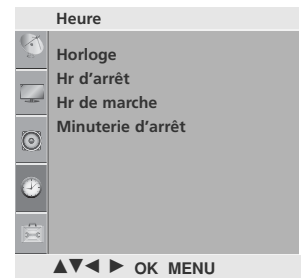 Heure
Horloge
Hr d’arrêt
Hr de marche
Minuterie d’arrêt
▲▼◄ ► OK MENU